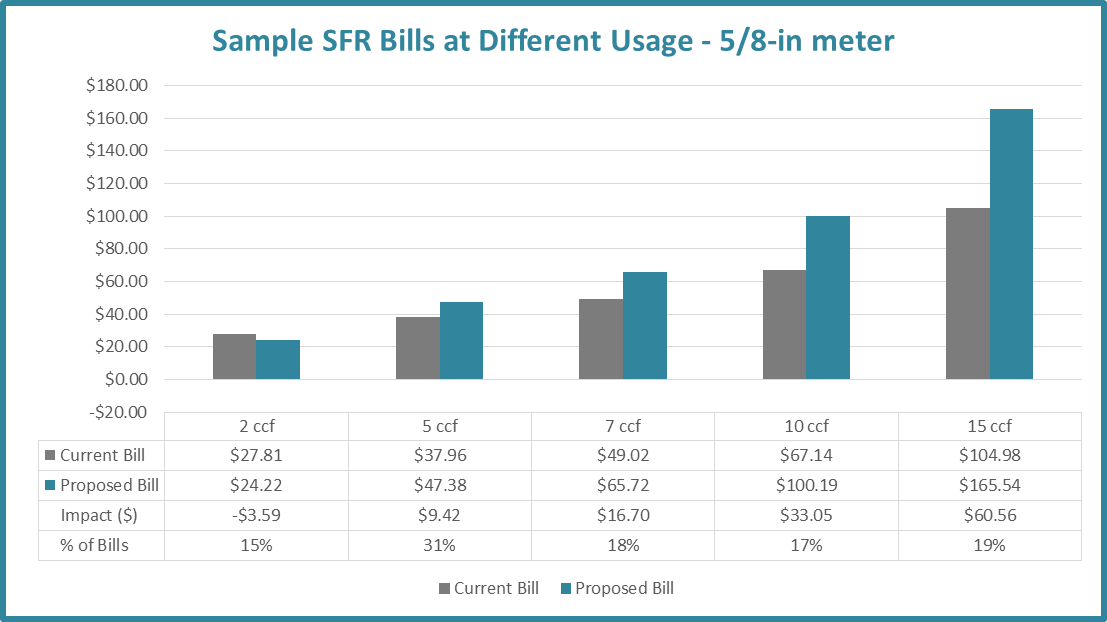 Sample SFR Bills at Different Usage - 5/8-in meter
$180.00
$160.00
$140.00
$120.00
$100.00
$80.00
$60.00
$40.00
$20.00
$0.00
-$20.00
2 ccf 5 ccf 7 ccf 10 ccf 15 ccf
Current Bill $27.81 $37.96 $49.02 $67.14 $104.98
Proposed Bill $24.22 $47.38 $65.72 $100.19 $165.54
Impact ($) -$3.59 $9.42 $16.70 $33.05 $60.56
% of Bills 15% 31% 18% 17% 19%
Current Bill Proposed Bill